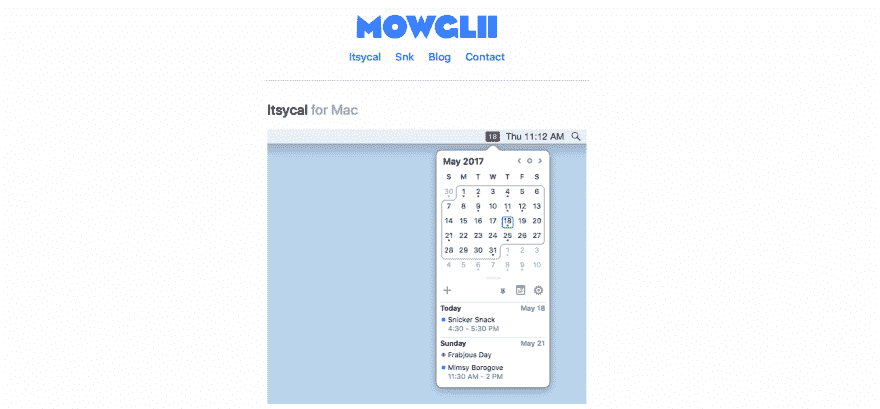 MOWGLII
Itsycal Snk Blog Contact
Itsycal for Mac
18 Thu 11:12 AM
May 2017
S M T W T F S
30 1 2 3 4 5 6
7 8 9 10 11 12 13
14 15 16 17 18 19 20
21 22 23 24 25 26 27
28 29 30 31 1 2 3
4 5 6 7 8 9 10
Today May 18
Snicker Snack
4:30 - 5:30 PM
Sunday May 21
Frabjous Day
Mimsy Borogove
11:30 AM - 2 PM